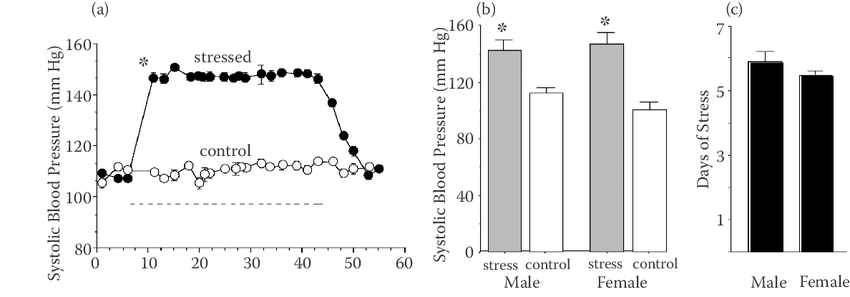 (a)
Systolic Blood Pressure (mm Hg)
160
140
120
100
80
0
10
20
30
40
50
60
*
stressed
control
(b)
Systolic Blood Pressure (mm Hg)
160
120
80
40
0
*
*
stress control
stress control
Male
Female
(c)
Days of Stress
7
5
3
1
Male Female